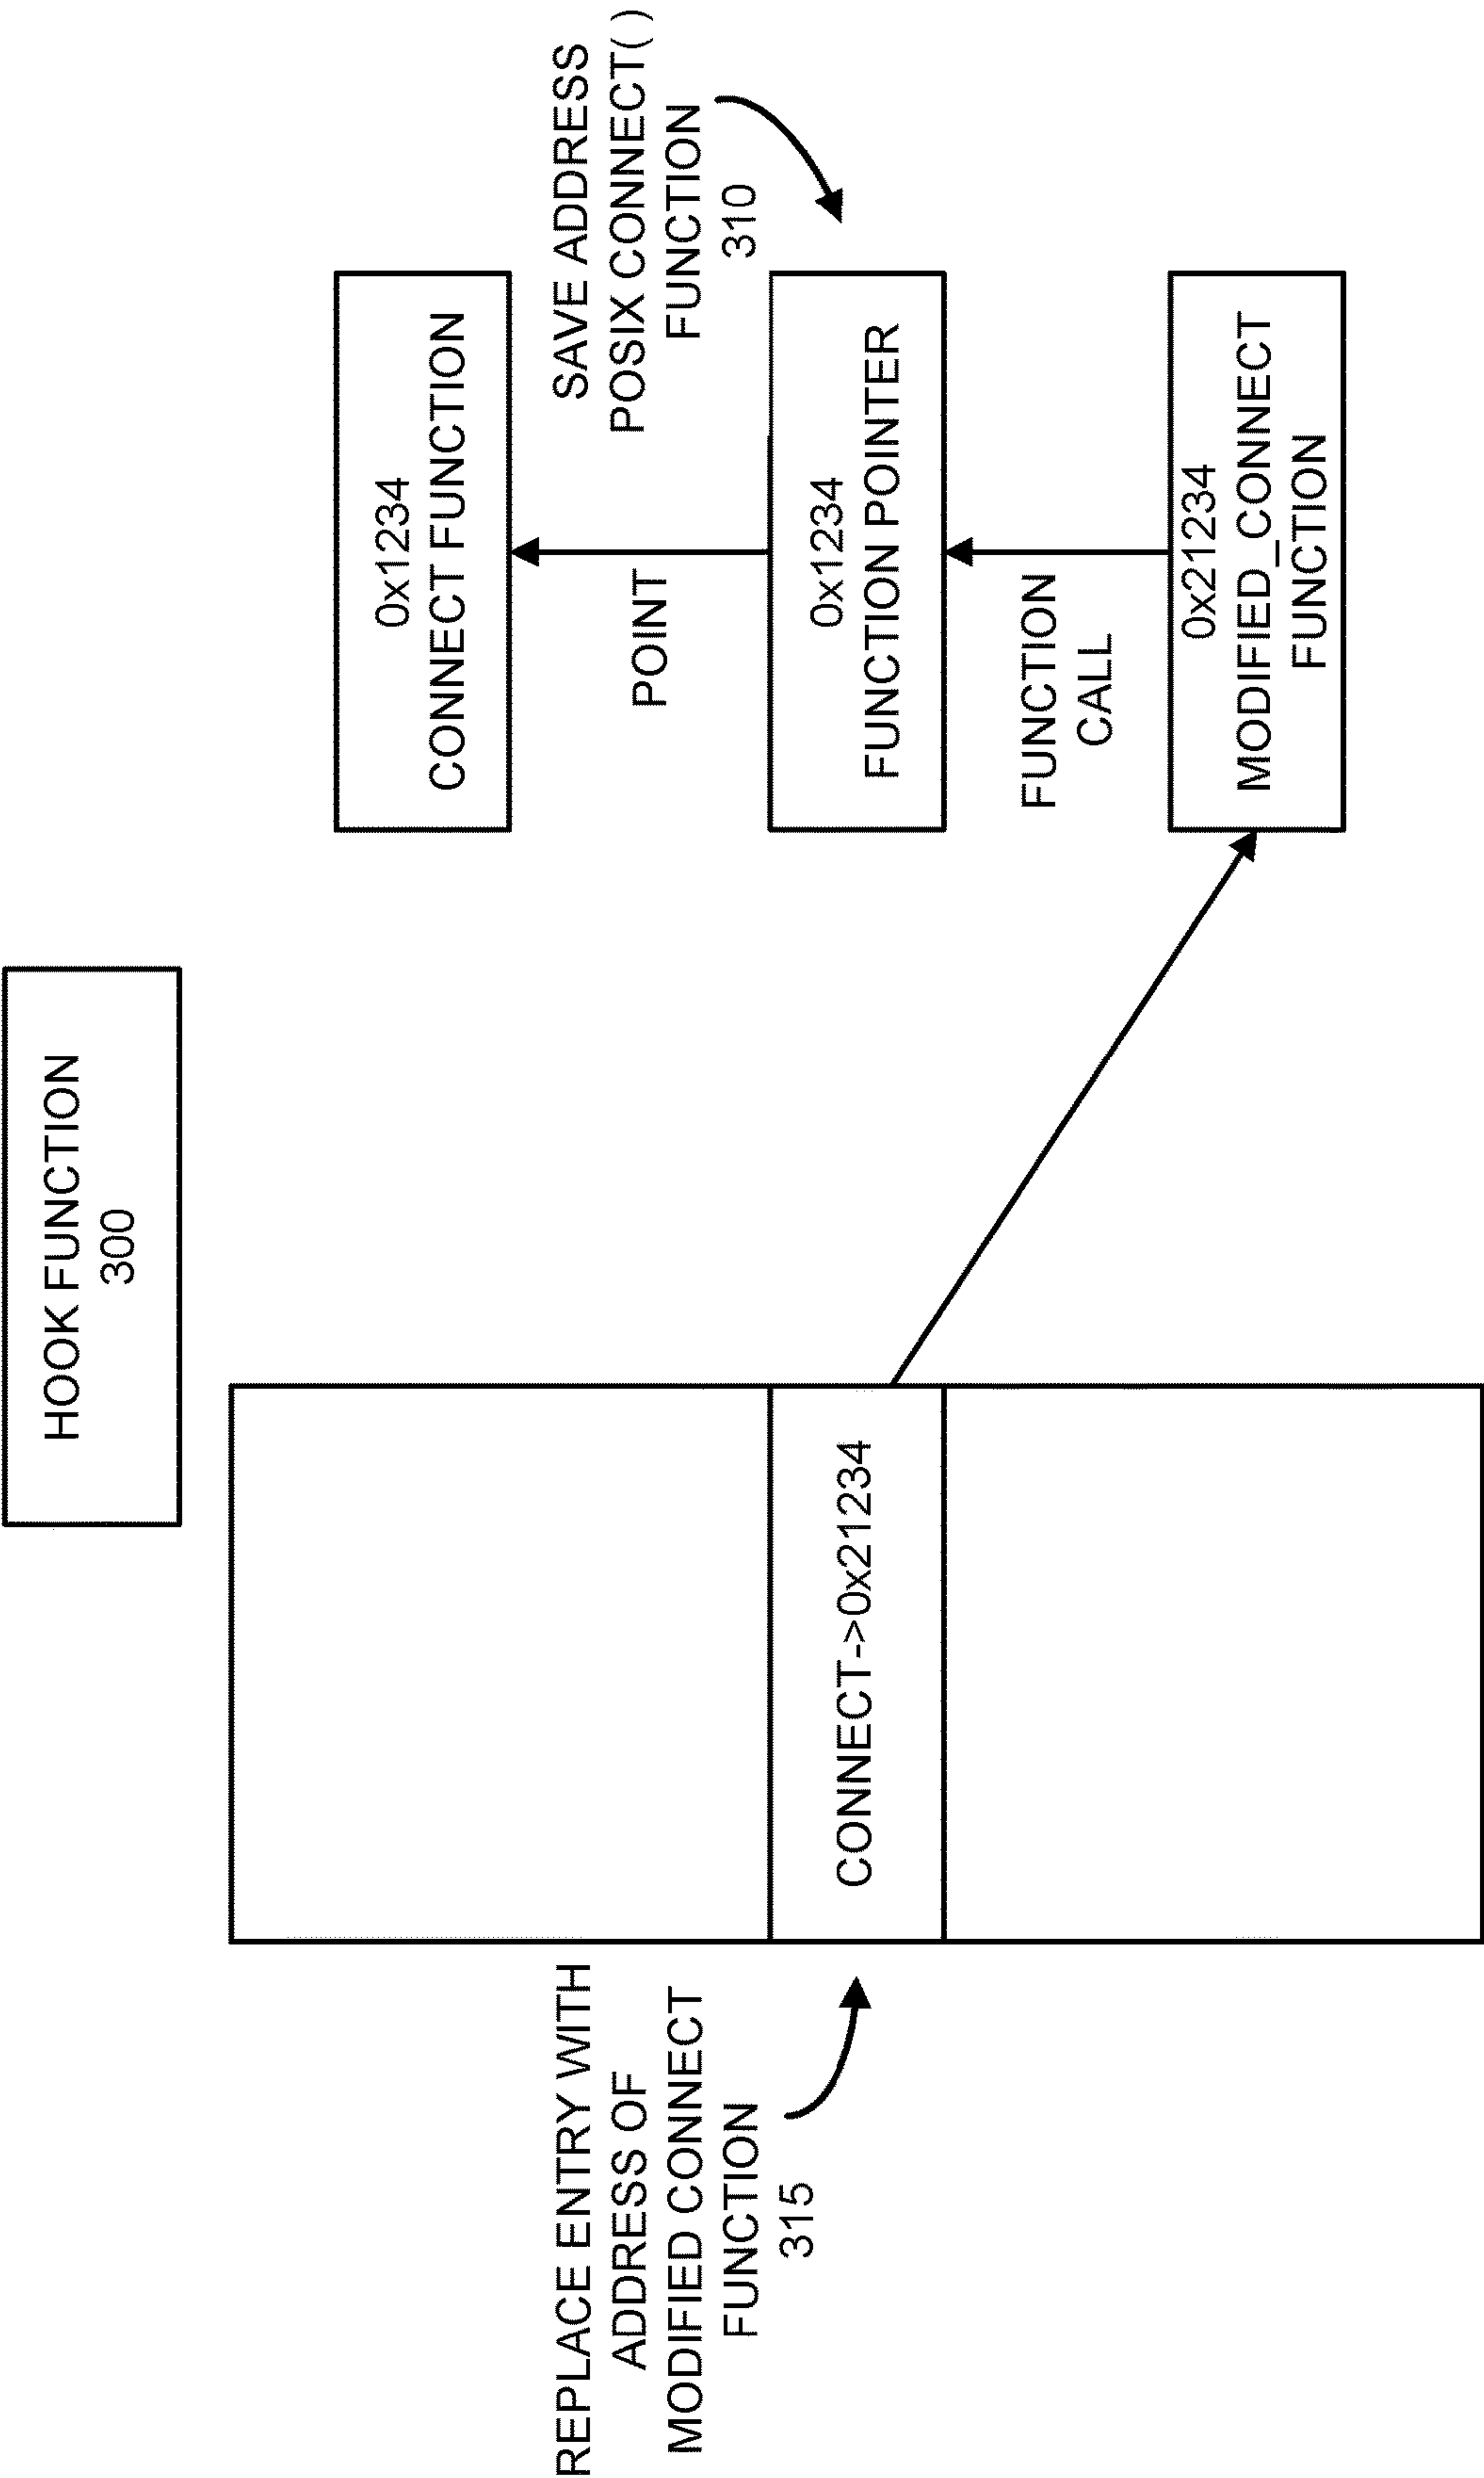 HOOK FUNCTION
300
REPLACE ENTRY WITH
ADDRESS OF
MODIFIED CONNECT
FUNCTION
315
CONNECT->0x21234
0x1234
CONNECT FUNCTION
POINT
SAVE ADDRESS
POSIX CONNECT( )
FUNCTION
310
0x1234
FUNCTION POINTER
FUNCTION
CALL
0x21234
MODIFIED_CONNECT
FUNCTION